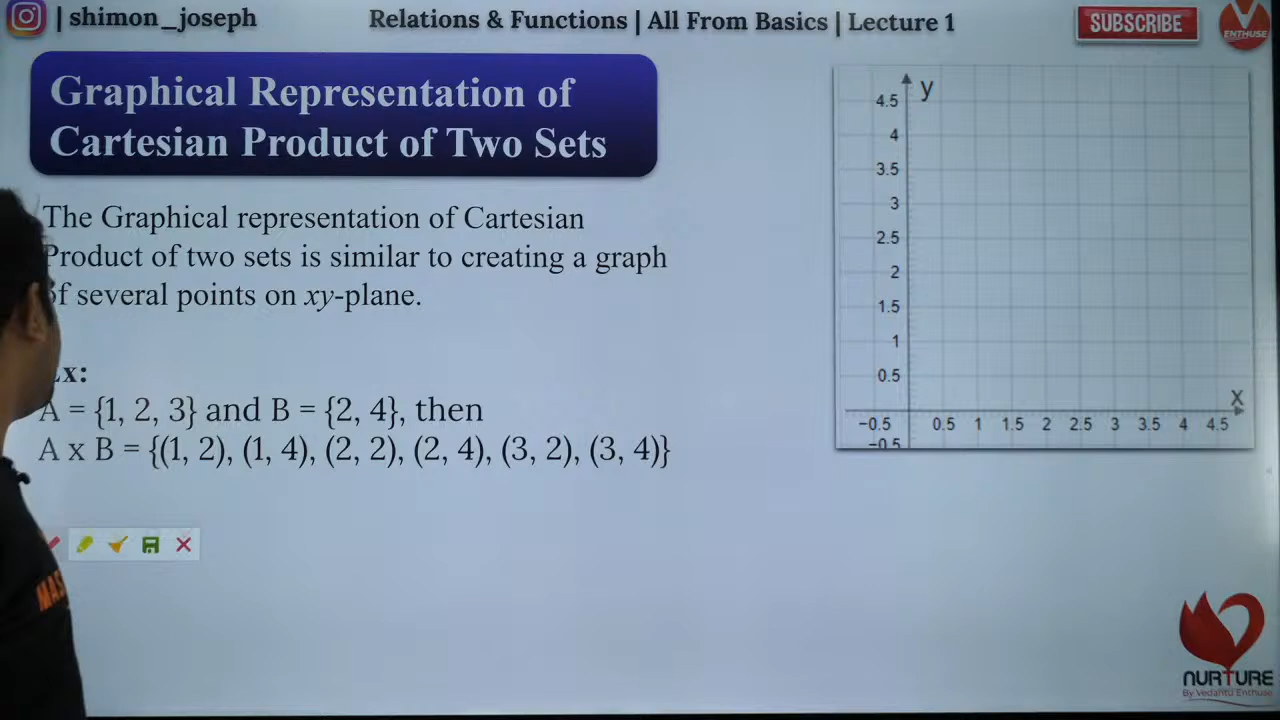 | shimon_joseph
Relations & Functions | All From Basics | Lecture 1
SUBSCRIBE
ENTHUSE
Graphical Representation of
Cartesian Product of Two Sets
The Graphical representation of Cartesian
Product of two sets is similar to creating a graph
of several points on xy-plane.
Ex:
A = {1, 2, 3} and B = {2, 4}, then
A x B = {(1, 2), (1, 4), (2, 2), (2, 4), (3, 2), (3, 4)}
y
4.5
4
3.5
3
2.5
2
1.5
1
0.5
x
−0.5 0.5 1 1.5 2 2.5 3 3.5 4 4.5
−0.5
NURTURE
By Vedantu Enthuse